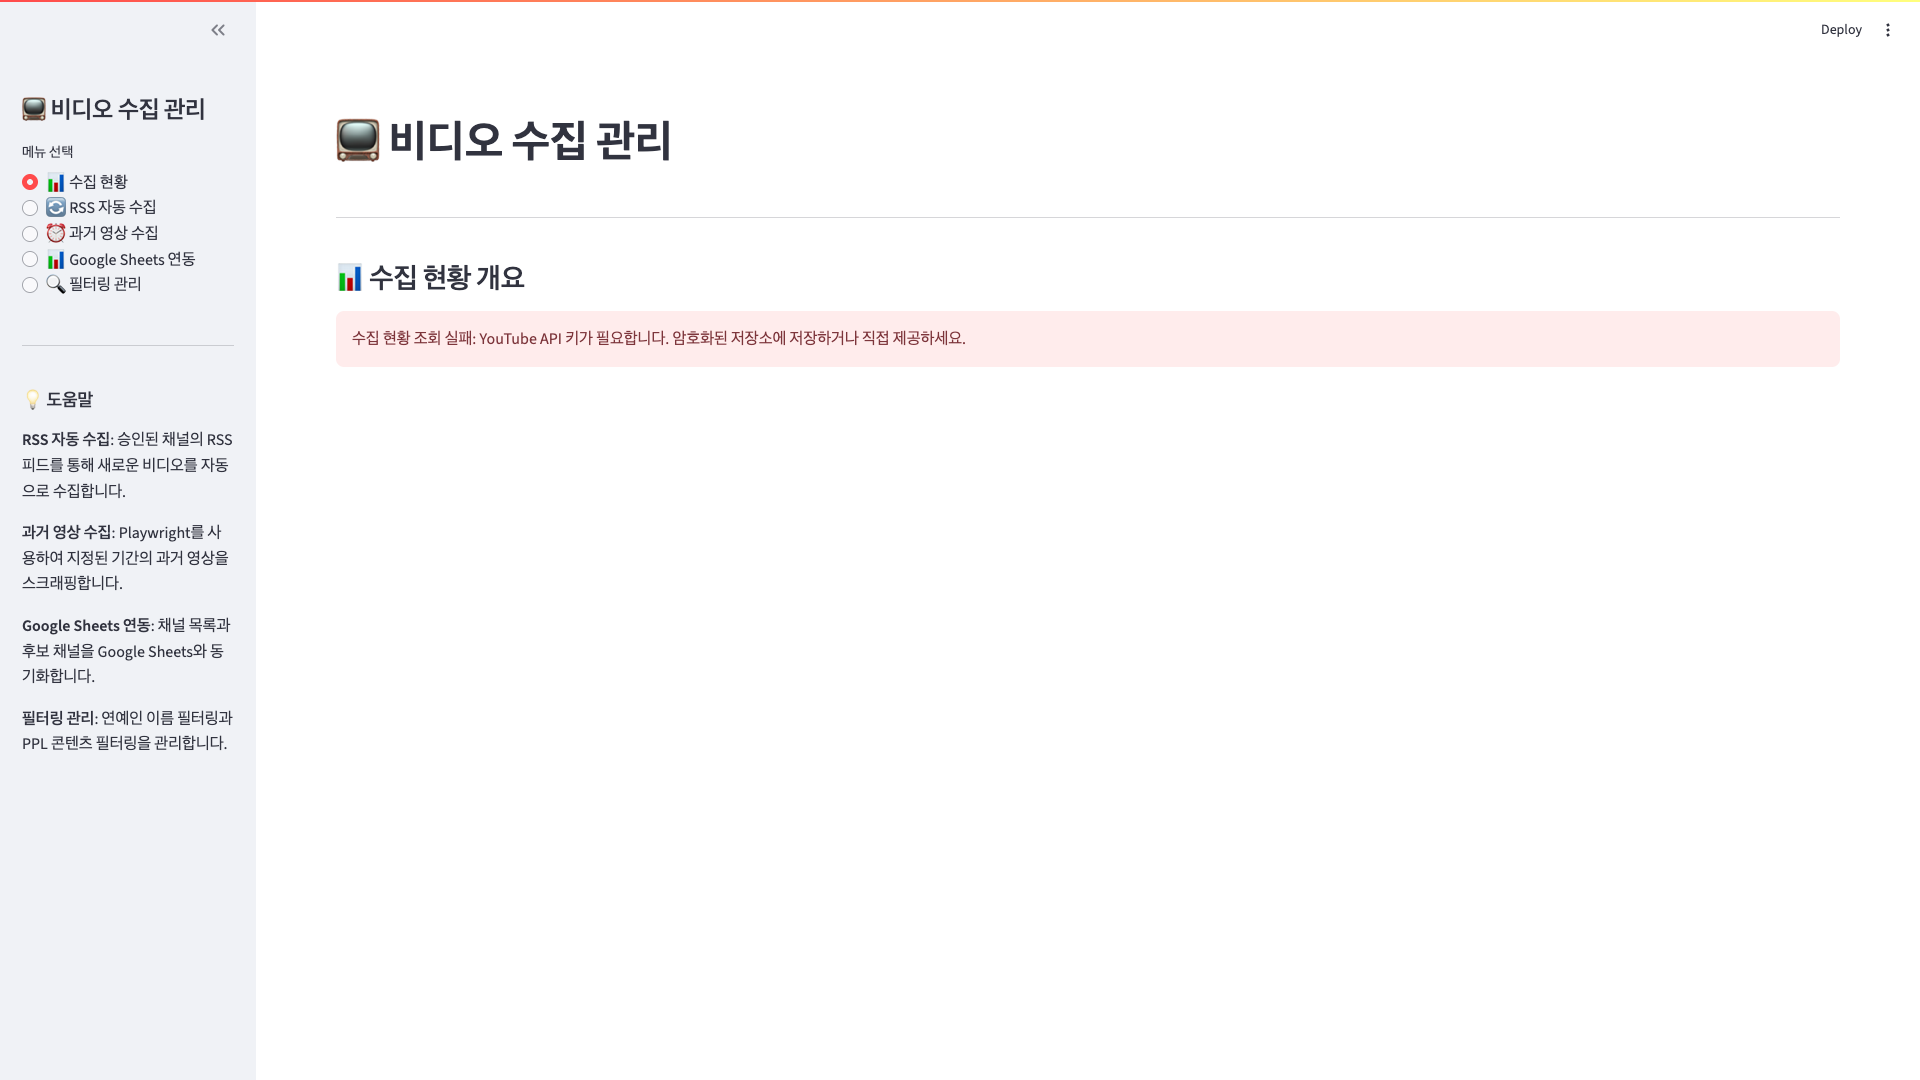 비디오 수집 관리
메뉴 선택
수집 현황
RSS 자동 수집
과거 영상 수집
Google Sheets 연동
필터링 관리
도움말
RSS 자동 수집: 승인된 채널의 RSS
피드를 통해 새로운 비디오를 자동
으로 수집합니다.
과거 영상 수집: Playwright를 사
용하여 지정된 기간의 과거 영상을
스크래핑합니다.
Google Sheets 연동: 채널 목록과
후보 채널을 Google Sheets와 동
기화합니다.
필터링 관리: 연예인 이름 필터링과
PPL 콘텐츠 필터링을 관리합니다.
Deploy
비디오 수집 관리
수집 현황 개요
수집 현황 조회 실패: YouTube API 키가 필요합니다. 암호화된 저장소에 저장하거나 직접 제공하세요.